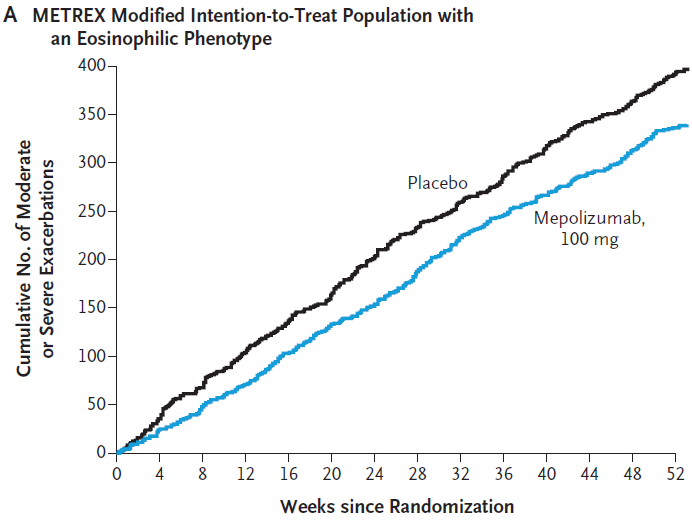 A METREX Modified Intention-to-Treat Population with
an Eosinophilic Phenotype
Cumulative No. of Moderate
or Severe Exacerbations
400
350
300
250
200
150
100
50
0
Placebo
Mepolizumab,
100 mg
0 4 8 12 16 20 24 28 32 36 40 44 48 52
Weeks since Randomization